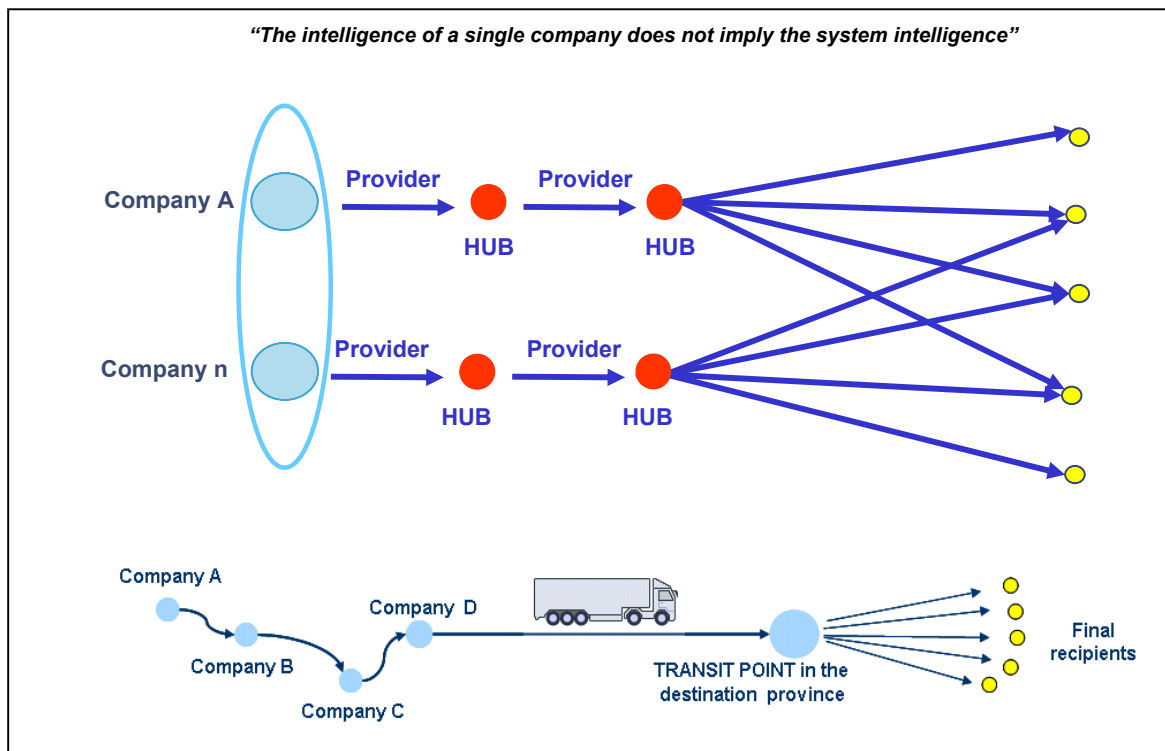 “The intelligence of a single company does not imply the system intelligence”
Company A
Provider
Provider
HUB
HUB
Company n
Provider
Provider
HUB
HUB
Company A
Company B
Company C
Company D
TRANSIT POINT in the
destination province
Final
recipients